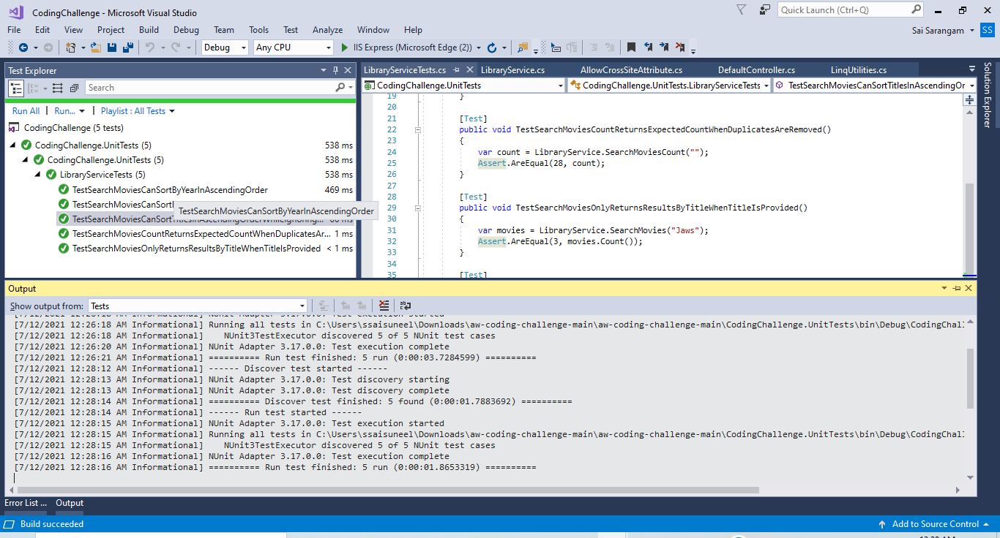 CodingChallenge - Microsoft Visual Studio
Quick Launch (Ctrl+Q)
File Edit View Project Build Debug Team Tools Test Analyze Window Help
Sai Sarangam SS
Debug Any CPU IIS Express (Microsoft Edge (2))
Test Explorer
Search
Run All | Run... | Playlist : All Tests
CodingChallenge (5 tests)
CodingChallenge.UnitTests (5) 538 ms
CodingChallenge.UnitTests (5) 538 ms
LibraryServiceTests (5) 538 ms
TestSearchMoviesCanSortByYearInAscendingOrder 469 ms
TestSearchMoviesCanSort
TestSearchMoviesCanSortByYearInAscendingOrder
TestSearchMoviesCanSortTitlesInAscendingOrderWhileIgnoring... ms
TestSearchMoviesCountReturnsExpectedCountWhenDuplicatesAr... 1 ms
TestSearchMoviesOnlyReturnsResultsByTitleWhenTitleIsProvided < 1 ms
LibraryServiceTests.cs LibraryService.cs AllowCrossSiteAttribute.cs DefaultController.cs LinqUtilities.cs
CodingChallenge.UnitTests CodingChallenge.UnitTests.LibraryServiceTests TestSearchMoviesCanSortTitlesInAscendingOr
19 }
20
21 [Test]
22 public void TestSearchMoviesCountReturnsExpectedCountWhenDuplicatesAreRemoved()
23 {
24 var count = LibraryService.SearchMoviesCount("");
25 Assert.AreEqual(28, count);
26 }
27
28 [Test]
29 public void TestSearchMoviesOnlyReturnsResultsByTitleWhenTitleIsProvided()
30 {
31 var movies = LibraryService.SearchMovies("Jaws");
32 Assert.AreEqual(3, movies.Count());
33 }
34
35 [Test]
Solution Explorer
Output
Show output from: Tests
[7/12/2021 12:26:18 AM Informational] NUnit Adapter 3.17.0.0: Test execution started
[7/12/2021 12:26:18 AM Informational] Running all tests in C:\Users\ssaisuneel\Downloads\aw-coding-challenge-main\aw-coding-challenge-main\CodingChallenge.UnitTests\bin\Debug\CodingChall
[7/12/2021 12:26:18 AM Informational] NUnit3TestExecutor discovered 5 of 5 NUnit test cases
[7/12/2021 12:26:20 AM Informational] NUnit Adapter 3.17.0.0: Test execution complete
[7/12/2021 12:26:21 AM Informational] ========== Run test finished: 5 run (0:00:03.7284599) ==========
[7/12/2021 12:28:12 AM Informational] ------ Discover test started ------
[7/12/2021 12:28:13 AM Informational] NUnit Adapter 3.17.0.0: Test discovery starting
[7/12/2021 12:28:13 AM Informational] NUnit Adapter 3.17.0.0: Test discovery complete
[7/12/2021 12:28:14 AM Informational] ========== Discover test finished: 5 found (0:00:01.7883692) ==========
[7/12/2021 12:28:14 AM Informational] ------ Run test started ------
[7/12/2021 12:28:15 AM Informational] NUnit Adapter 3.17.0.0: Test execution started
[7/12/2021 12:28:15 AM Informational] Running all tests in C:\Users\ssaisuneel\Downloads\aw-coding-challenge-main\aw-coding-challenge-main\CodingChallenge.UnitTests\bin\Debug\CodingChall
[7/12/2021 12:28:15 AM Informational] NUnit3TestExecutor discovered 5 of 5 NUnit test cases
[7/12/2021 12:28:16 AM Informational] NUnit Adapter 3.17.0.0: Test execution complete
[7/12/2021 12:28:16 AM Informational] ========== Run test finished: 5 run (0:00:01.8653319) ==========
Error List ... Output
Build succeeded
Add to Source Control